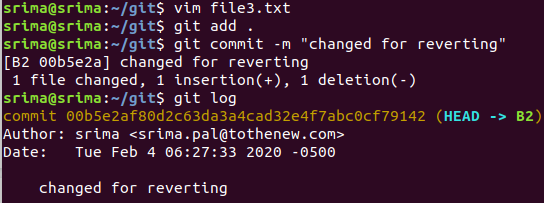 srima@srima:~/git$ vim file3.txt
srima@srima:~/git$ git add .
srima@srima:~/git$ git commit -m "changed for reverting"
[B2 00b5e2a] changed for reverting
 1 file changed, 1 insertion(+), 1 deletion(-)
srima@srima:~/git$ git log
commit 00b5e2af80d2c63da3a4cad32e4f7abc0cf79142 (HEAD -> B2)
Author: srima <srima.pal@tothenew.com>
Date:   Tue Feb 4 06:27:33 2020 -0500
    changed for reverting